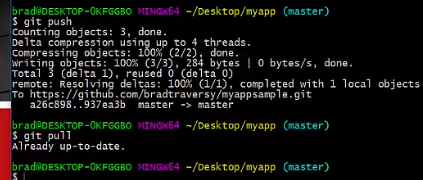 brad@DESKTOP-0KFGGBO MINGW64 ~/Desktop/myapp (master)
$ git push
Counting objects: 3, done.
Delta compression using up to 4 threads.
Compressing objects: 100% (2/2), done.
Writing objects: 100% (3/3), 284 bytes | 0 bytes/s, done.
Total 3 (delta 1), reused 0 (delta 0)
remote: Resolving deltas: 100% (1/1), completed with 1 local objects
To https://github.com/bradtraversy/myappsample.git
a26c898..937ea3b master -> master
brad@DESKTOP-0KFGGBO MINGW64 ~/Desktop/myapp (master)
$ git pull
Already up-to-date.
brad@DESKTOP-0KFGGBO MINGW64 ~/Desktop/myapp (master)
$